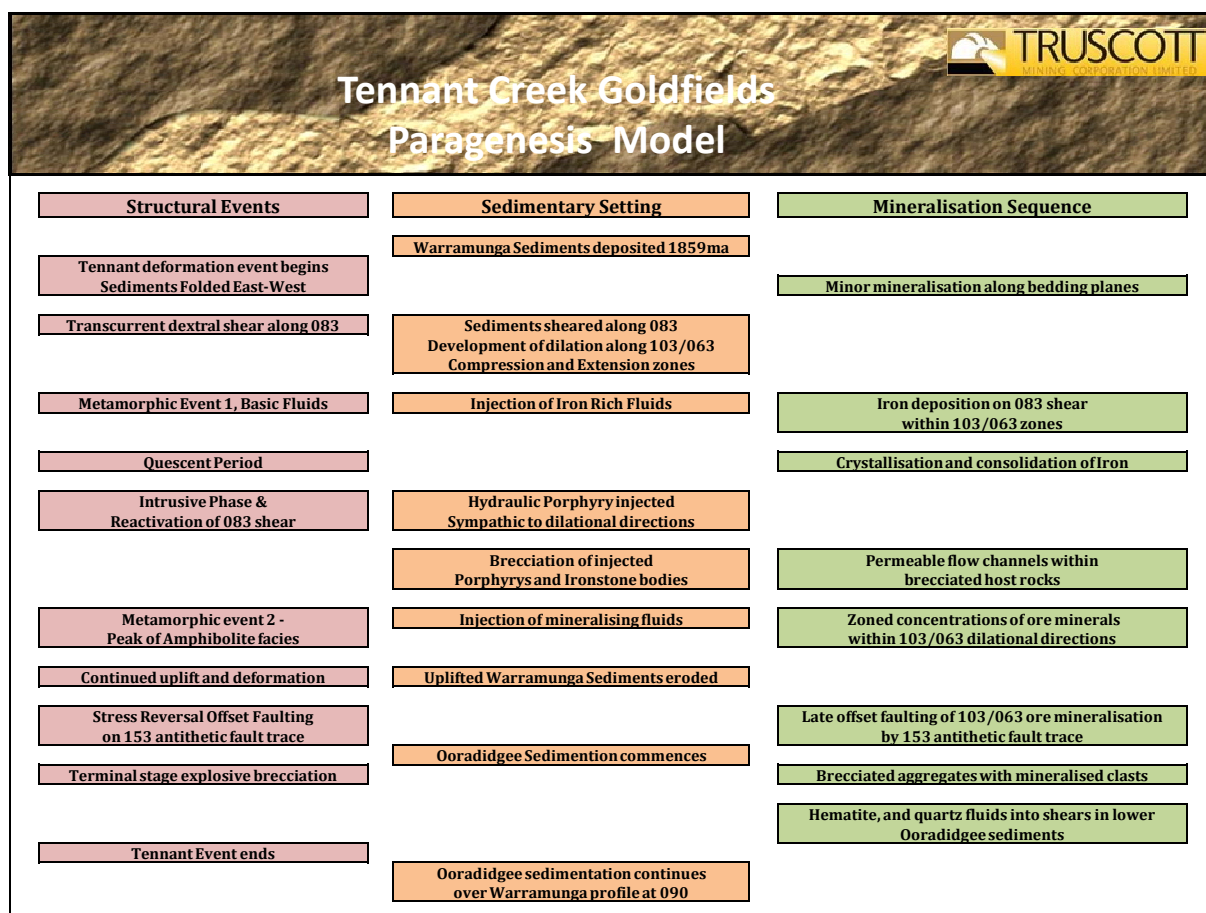 TRUSCOTT
MINING CORPORATION LIMITED
Tennant Creek Goldfields
Paragenesis Model
Structural Events
Sedimentary Setting
Mineralisation Sequence
Warramunga Sediments deposited 1859ma
Tennant deformation event begins
Sediments Folded East-West
Minor mineralisation along bedding planes
Transcurrent dextral shear along 083
Sediments sheared along 083
Development of dilation along 103/063
Compression and Extension zones
Metamorphic Event 1, Basic Fluids
Injection of Iron Rich Fluids
Iron deposition on 083 shear
within 103/063 zones
Quescent Period
Crystallisation and consolidation of Iron
Intrusive Phase &
Reactivation of 083 shear
Hydraulic Porphyry injected
Sympathic to dilational directions
Brecciation of injected
Porphyrys and Ironstone bodies
Permeable flow channels within
brecciated host rocks
Metamorphic event 2 -
Peak of Amphibolite facies
Injection of mineralising fluids
Zoned concentrations of ore minerals
within 103/063 dilational directions
Continued uplift and deformation
Uplifted Warramunga Sediments eroded
Stress Reversal Offset Faulting
on 153 antithetic fault trace
Late offset faulting of 103/063 ore mineralisation
by 153 antithetic fault trace
Ooradidgee Sedimention commences
Terminal stage explosive brecciation
Brecciated aggregates with mineralised clasts
Hematite, and quartz fluids into shears in lower
Ooradidgee sediments
Tennant Event ends
Ooradidgee sedimentation continues
over Warramunga profile at 090